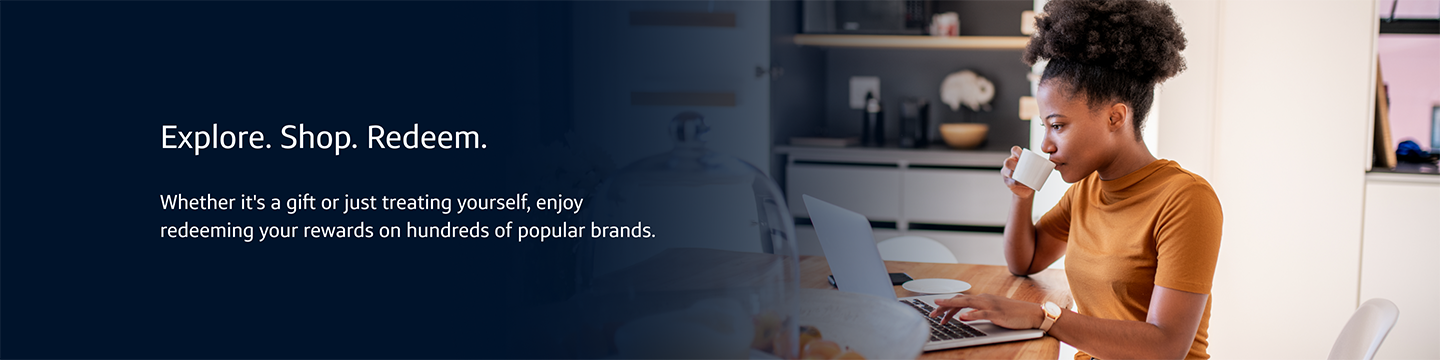 Explore. Shop. Redeem.
Whether it's a gift or just treating yourself, enjoy
redeeming your rewards on hundreds of popular brands.